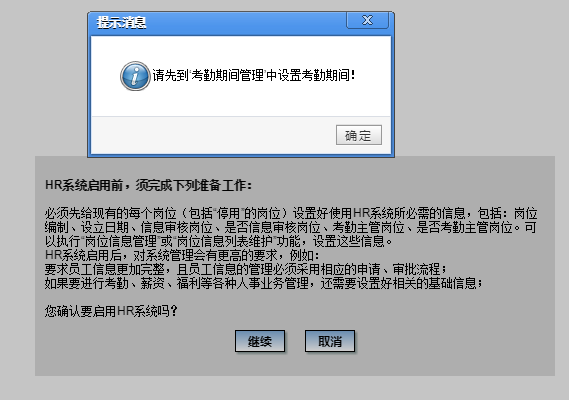 提示消息
请先到'考勤期间管理'中设置考勤期间!
确定
HR系统启用前，须完成下列准备工作：
必须先给现有的每个岗位（包括“停用”的岗位）设置好使用HR系统所必需的信息，包括：岗位
编制、设立日期、信息审核岗位、是否信息审核岗位、考勤主管岗位、是否考勤主管岗位。可
以执行“岗位信息管理”或“岗位信息列表维护”功能，设置这些信息。
HR系统启用后，对系统管理会有更高的要求，例如：
要求员工信息更加完整，且员工信息的管理必须采用相应的申请、审批流程；
如果要进行考勤、薪资、福利等各种人事业务管理，还需要设置好相关的基础信息；
您确认要启用HR系统吗？
继续 取消